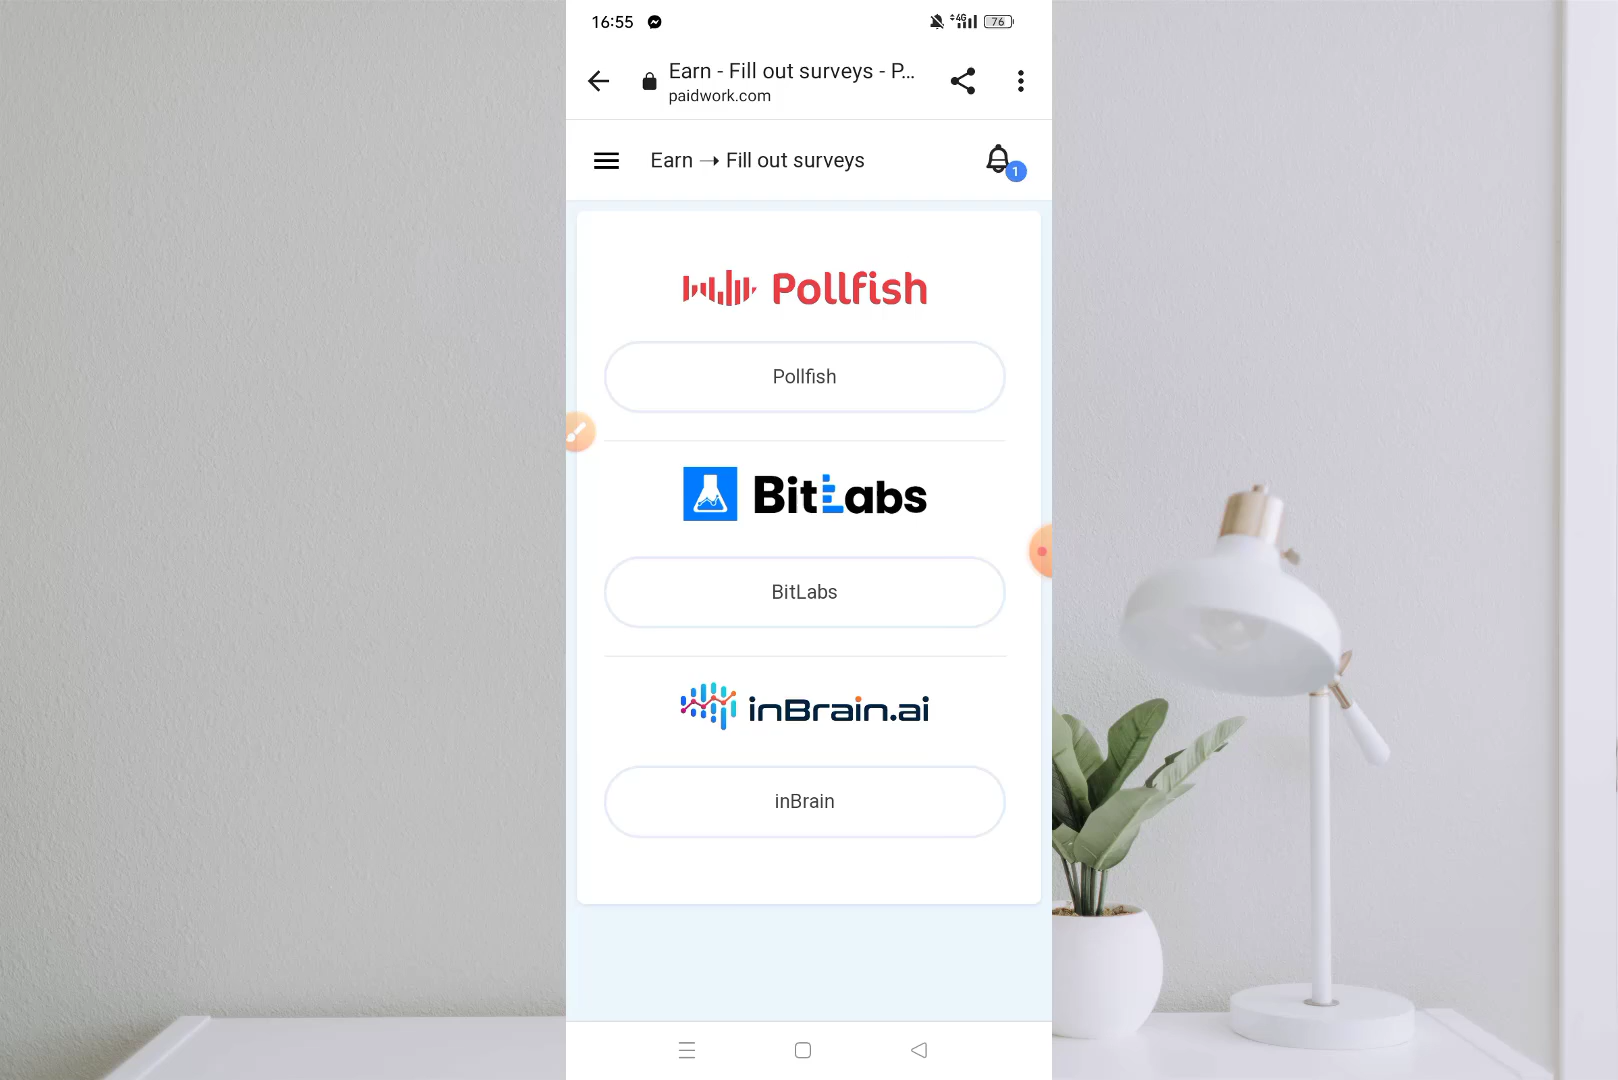 16:55
4G
76
Earn - Fill out surveys - P...
paidwork.com
Earn → Fill out surveys
1
Pollfish
Pollfish
BitLabs
BitLabs
inBrain.ai
inBrain